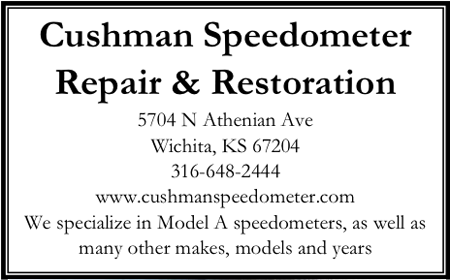 Cushman Speedometer
Repair & Restoration
5704 N Athenian Ave
Wichita, KS 67204
316-648-2444
www.cushmanspeedometer.com
We specialize in Model A speedometers, as well as
many other makes, models and years